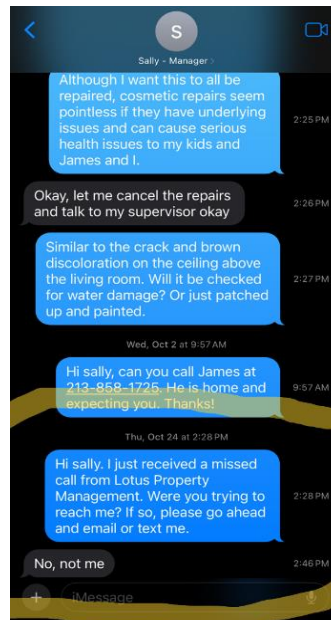 S
Sally - Manager
Although I want this to all be
repaired, cosmetic repairs seem
pointless if they have underlying
issues and can cause serious
health issues to my kids and
James and I.
2:25 PM
Okay, let me cancel the repairs
and talk to my supervisor okay
2:26 PM
Similar to the crack and brown
discoloration on the ceiling above
the living room. Will it be checked
for water damage? Or just patched
up and painted.
2:27 PM
Wed, Oct 2 at 9:57 AM
Hi sally, can you call James at
213-858-1725. He is home and
expecting you. Thanks!
9:57 AM
Thu, Oct 24 at 2:28 PM
Hi sally. I just received a missed
call from Lotus Property
Management. Were you trying to
reach me? If so, please go ahead
and email or text me.
2:28 PM
No, not me
2:46 PM
iMessage